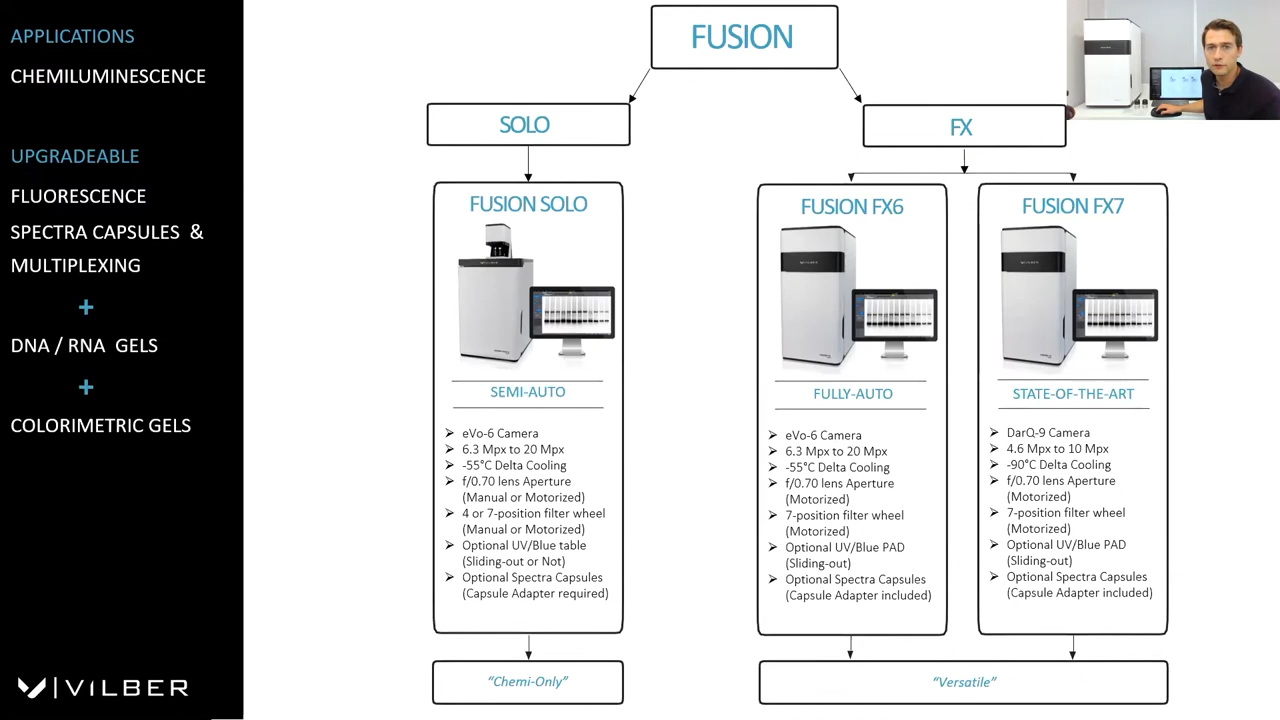 APPLICATIONS
CHEMILUMINESCENCE
UPGRADEABLE
FLUORESCENCE
SPECTRA CAPSULES &
MULTIPLEXING
+
DNA / RNA GELS
+
COLORIMETRIC GELS
VILBER
FUSION
SOLO
FX
FUSION SOLO
SEMI-AUTO
eVo-6 Camera
6.3 Mpx to 20 Mpx
-55°C Delta Cooling
f/0.70 lens Aperture
(Manual or Motorized)
4 or 7-position filter wheel
(Manual or Motorized)
Optional UV/Blue table
(Sliding-out or Not)
Optional Spectra Capsules
(Capsule Adapter required)
"Chemi-Only"
FUSION FX6
FULLY-AUTO
eVo-6 Camera
6.3 Mpx to 20 Mpx
-55°C Delta Cooling
f/0.70 lens Aperture
(Motorized)
7-position filter wheel
(Motorized)
Optional UV/Blue PAD
(Sliding-out)
Optional Spectra Capsules
(Capsule Adapter included)
FUSION FX7
STATE-OF-THE-ART
DarQ-9 Camera
4.6 Mpx to 10 Mpx
-90°C Delta Cooling
f/0.70 lens Aperture
(Motorized)
7-position filter wheel
(Motorized)
Optional UV/Blue PAD
(Sliding-out)
Optional Spectra Capsules
(Capsule Adapter included)
"Versatile"